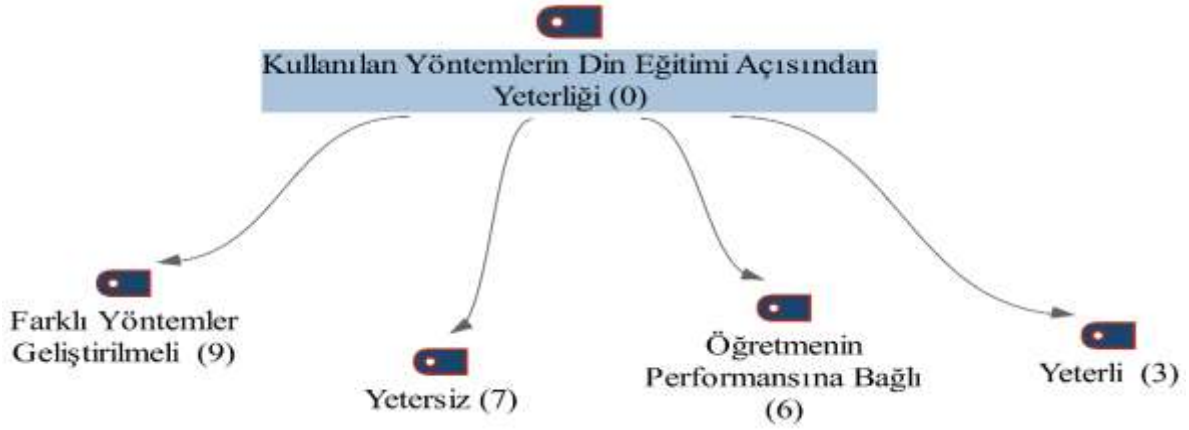 Kullanılan Yöntemlerin Din Eğitimi Açısından
Yeterliği (0)
Farklı Yöntemler
Geliştirilmeli (9)
Yetersiz (7)
Öğretmenin
Performansına Bağlı
(6)
Yeterli (3)